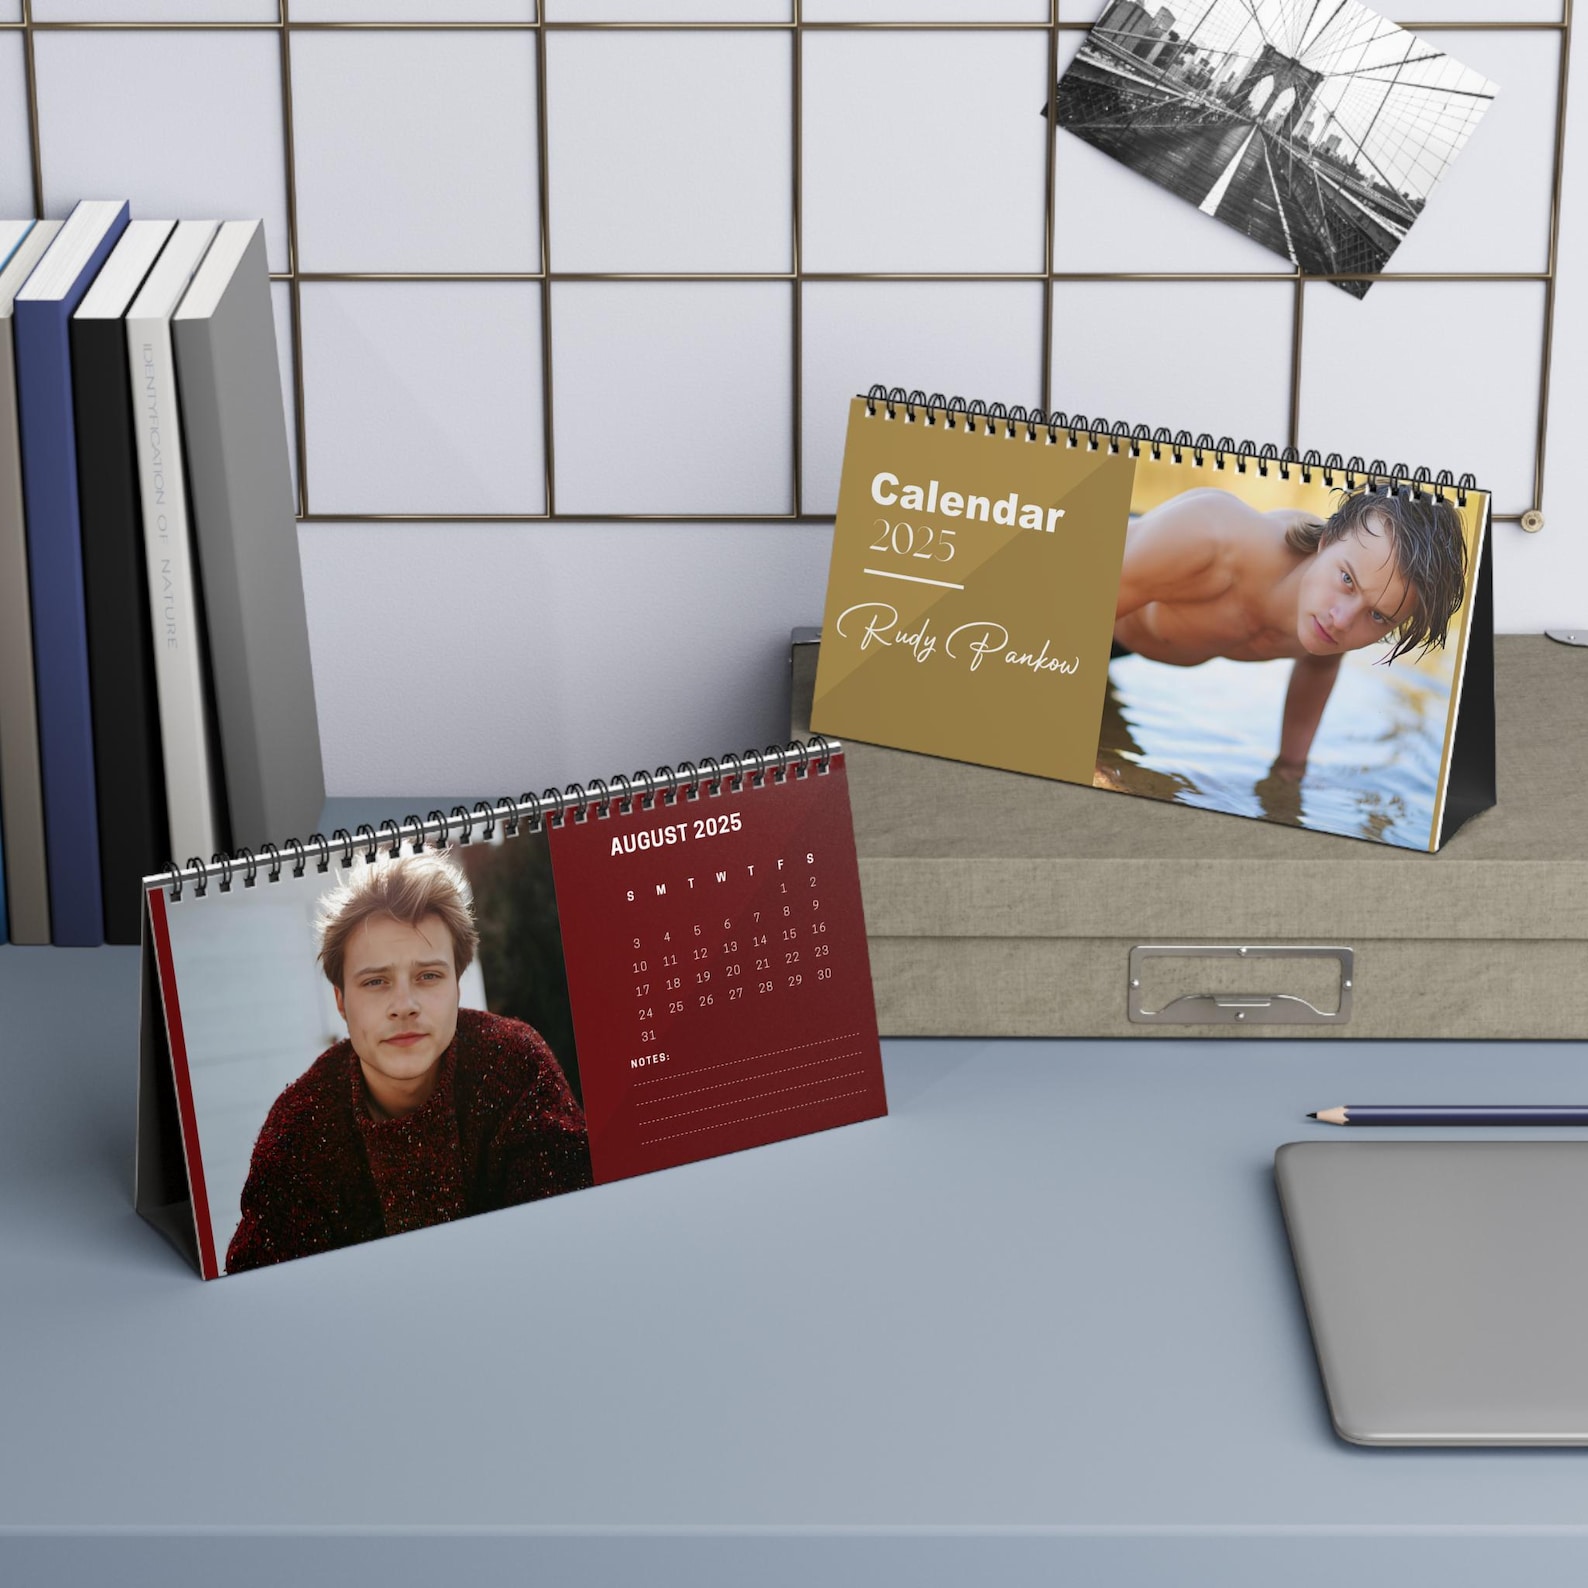 IDENTYFICATION OF NATURE
Calendar
2025
Rudy Pankow
AUGUST 2025
S M T W T F S
1 2
3 4 5 6 7 8 9
10 11 12 13 14 15 16
17 18 19 20 21 22 23
24 25 26 27 28 29 30
31
NOTES: